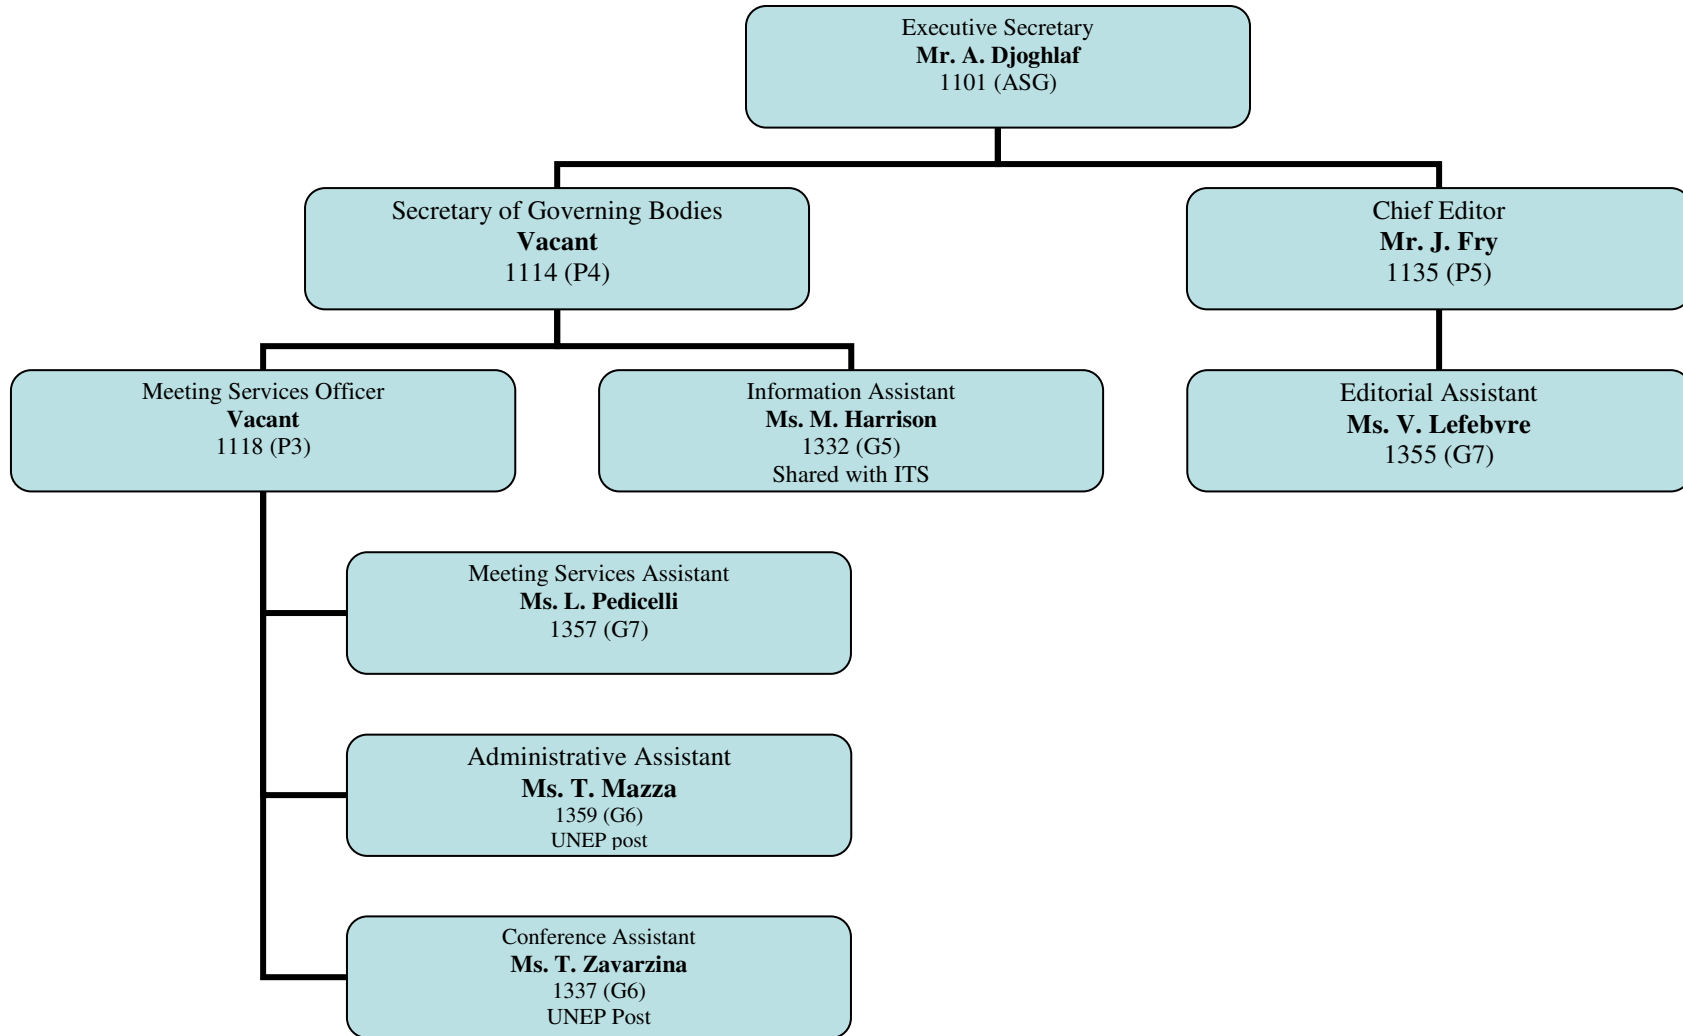 Executive Secretary
Mr. A. Djoghlaf
1101 (ASG)
Secretary of Governing Bodies
Vacant
1114 (P4)
Chief Editor
Mr. J. Fry
1135 (P5)
Meeting Services Officer
Vacant
1118 (P3)
Information Assistant
Ms. M. Harrison
1332 (G5)
Shared with ITS
Editorial Assistant
Ms. V. Lefebvre
1355 (G7)
Meeting Services Assistant
Ms. L. Pedicelli
1357 (G7)
Administrative Assistant
Ms. T. Mazza
1359 (G6)
UNEP post
Conference Assistant
Ms. T. Zavarzina
1337 (G6)
UNEP Post